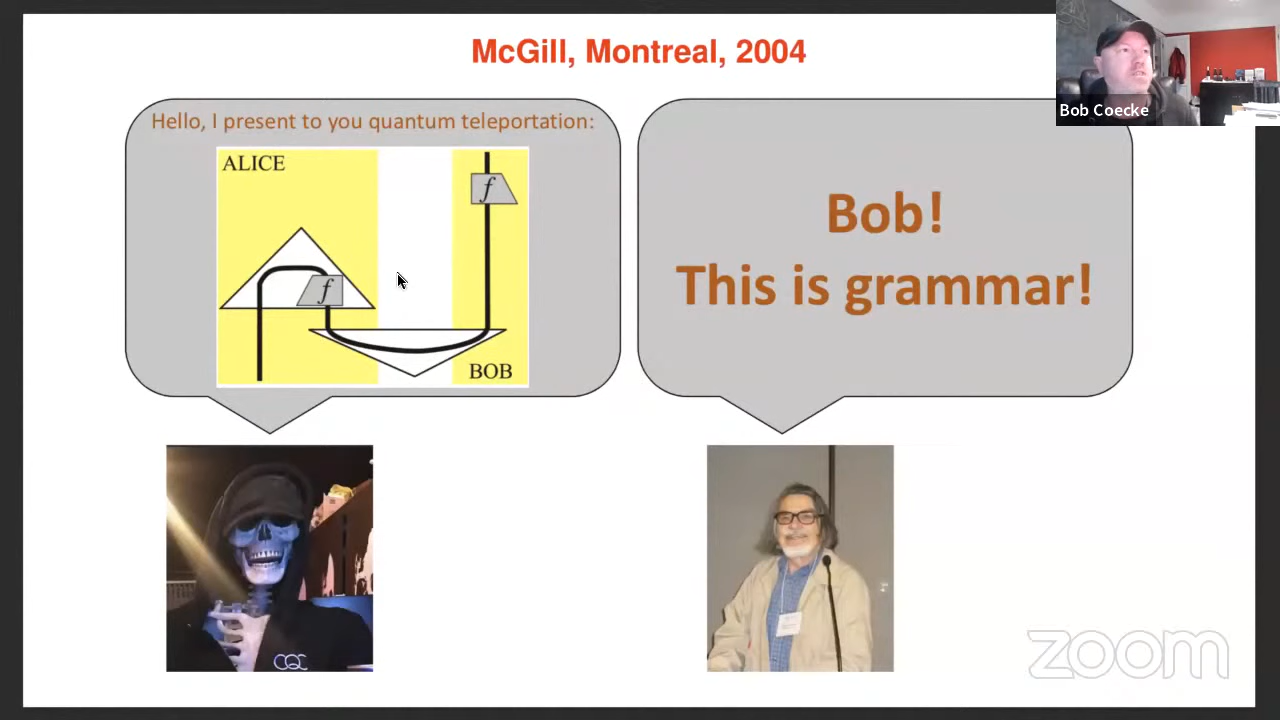 McGill, Montreal, 2004
Bob Coecke
Hello, I present to you quantum teleportation:
ALICE
f
f
BOB
Bob!
This is grammar!
CQC
zoom